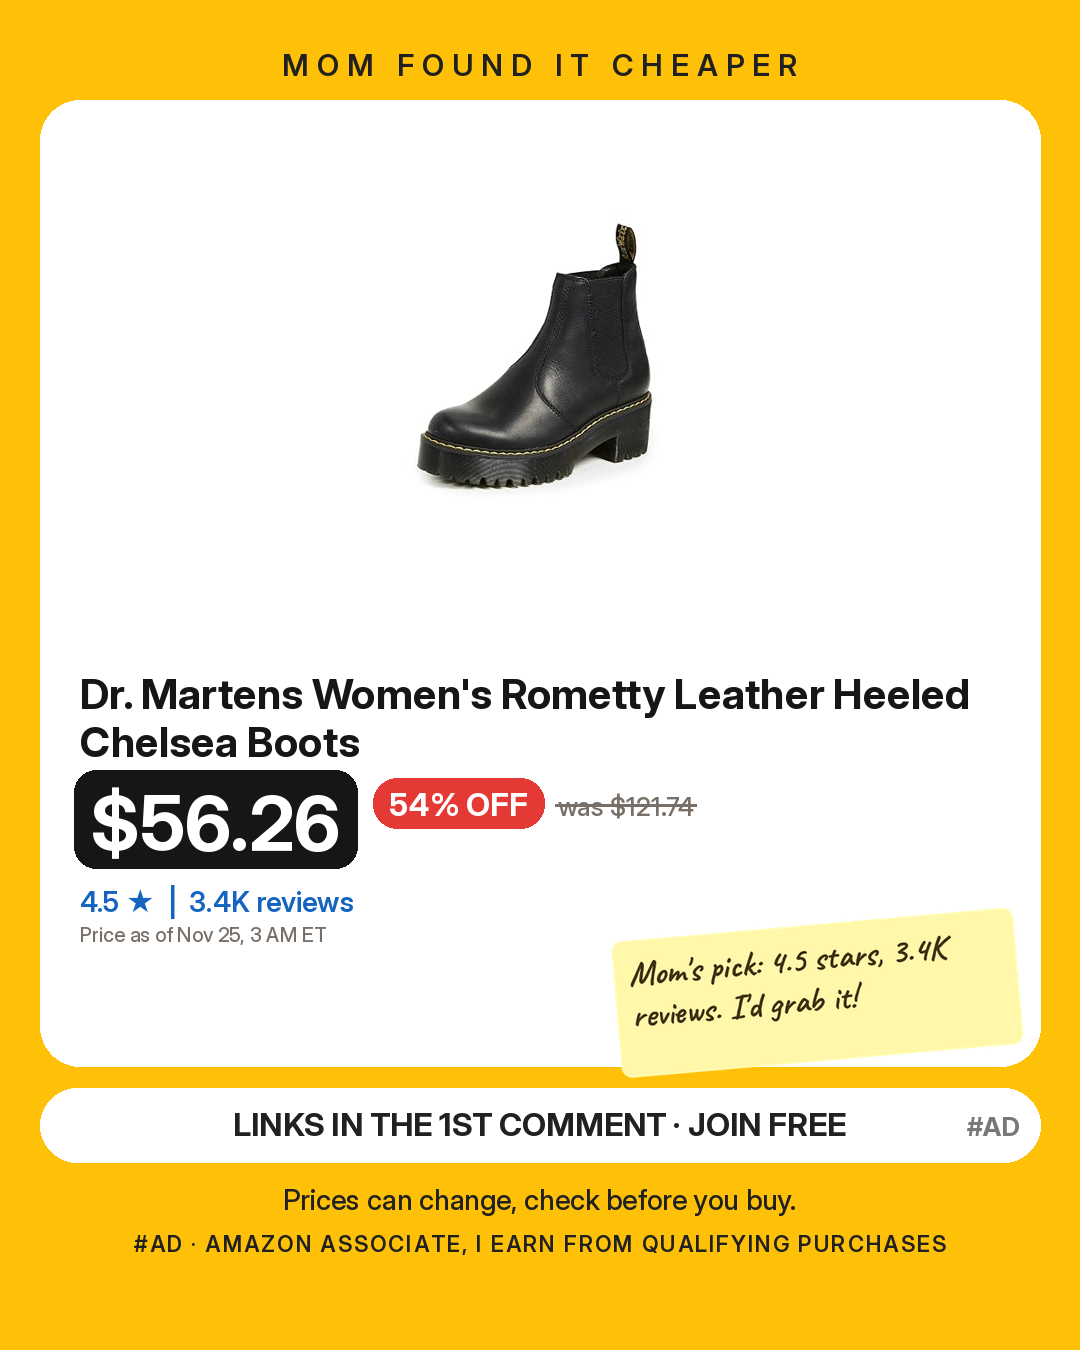 MOM FOUND IT CHEAPER
Dr. Martens Women's Rometty Leather Heeled
Chelsea Boots
$56.26
54% OFF
was $121.74
4.5 ★ | 3.4K reviews
Price as of Nov 25, 3 AM ET
Mom's pick: 4.5 stars, 3.4K
reviews. I'd grab it!
LINKS IN THE 1ST COMMENT · JOIN FREE
#AD
Prices can change, check before you buy.
#AD · AMAZON ASSOCIATE, I EARN FROM QUALIFYING PURCHASES